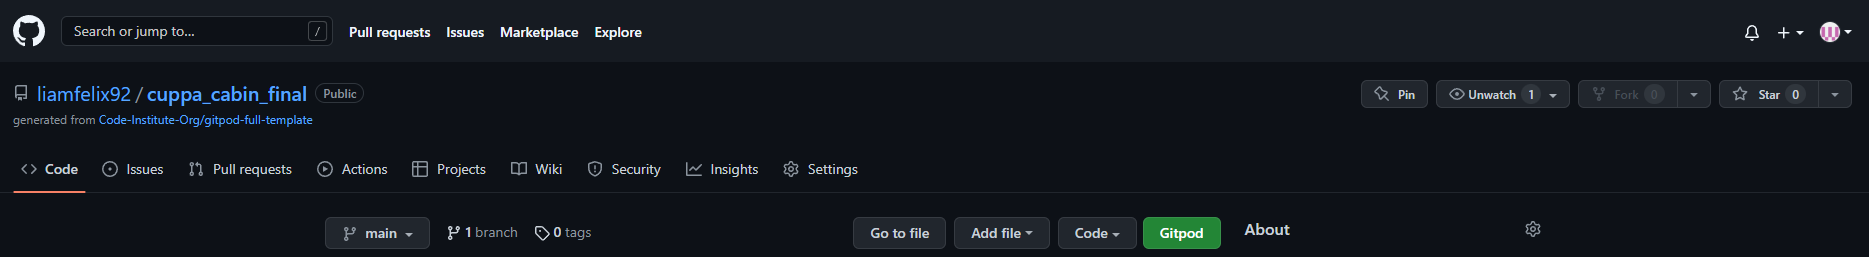 Search or jump to... / Pull requests Issues Marketplace Explore
liamfelix92 / cuppa_cabin_final Public Pin Unwatch 1 Fork 0 Star 0
generated from Code-Institute-Org/gitpod-full-template
Code Issues Pull requests Actions Projects Wiki Security Insights Settings
main 1 branch 0 tags Go to file Add file Code Gitpod About